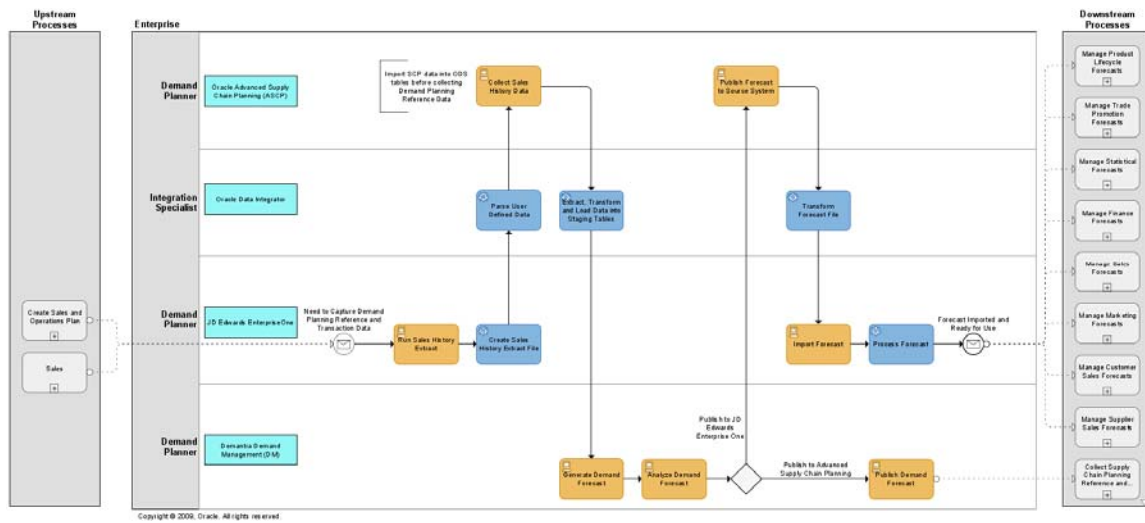 Upstream
Processes
Enterprise
Downstream
Processes
Demand
Planner
Oracle Advanced Supply
Chain Planning (ASCP)
Import SCP data into ODS
tables before collecting
Demand Planning
Reference Data
Collect Sales
History Data
Publish Forecast
to Source System
Integration
Specialist
Oracle Data Integrator
Parse User
Defined Data
Extract, Transform
and Load Data into
Staging Tables
Transform
Forecast File
Demand
Planner
JD Edwards EnterpriseOne
Need to Capture Demand
Planning Reference and
Transaction Data
Run Sales History
Extract
Create Sales
History Extract File
Import Forecast
Process Forecast
Forecast Imported and
Ready for Use
Create Sales and
Operations Plan
Sales
Demand
Planner
Demantra Demand
Management (DM)
Generate Demand
Forecast
Analyze Demand
Forecast
Publish to JD
Edwards
Enterprise One
Publish to Advanced
Supply Chain Planning
Publish Demand
Forecast
Manage Product
Lifecycle
Forecasts
Manage Trade
Promotion
Forecasts
Manage Statistical
Forecasts
Manage Finance
Forecasts
Manage Sales
Forecasts
Manage Marketing
Forecasts
Manage Customer
Sales Forecasts
Manage Supplier
Sales Forecasts
Collect Supply
Chain Planning
Reference and...
Copyright © 2009, Oracle. All rights reserved.